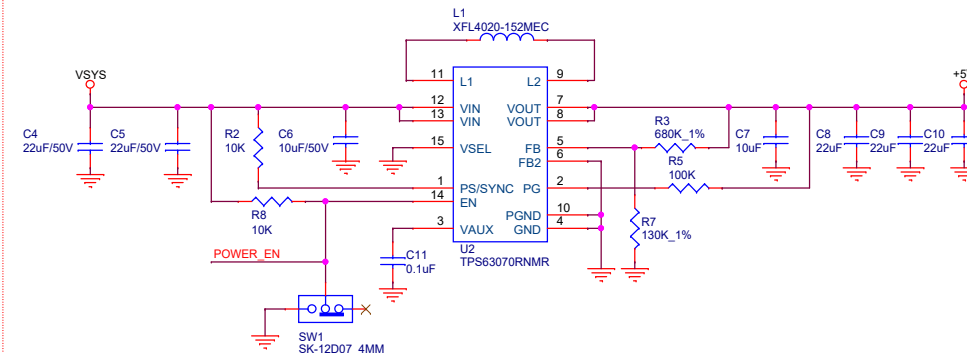 L1
XFL4020-152MEC
VSYS
+5
11 L1 L2 9
12 VIN VOUT 7
13 VIN VOUT 8
15 VSEL FB 5
FB2 6
1 PS/SYNC PG 2
14 EN
PGND 10
3 VAUX GND 4
U2
TPS63070RNMR
C4
22uF/50V
C5
22uF/50V
R2
10K
C6
10uF/50V
R3
680K_1%
R5
100K
C7
10uF
C8
22uF
C9
22uF
C10
22uF
R8
10K
R7
130K_1%
POWER_EN
C11
0.1uF
SW1
SK-12D07 4MM